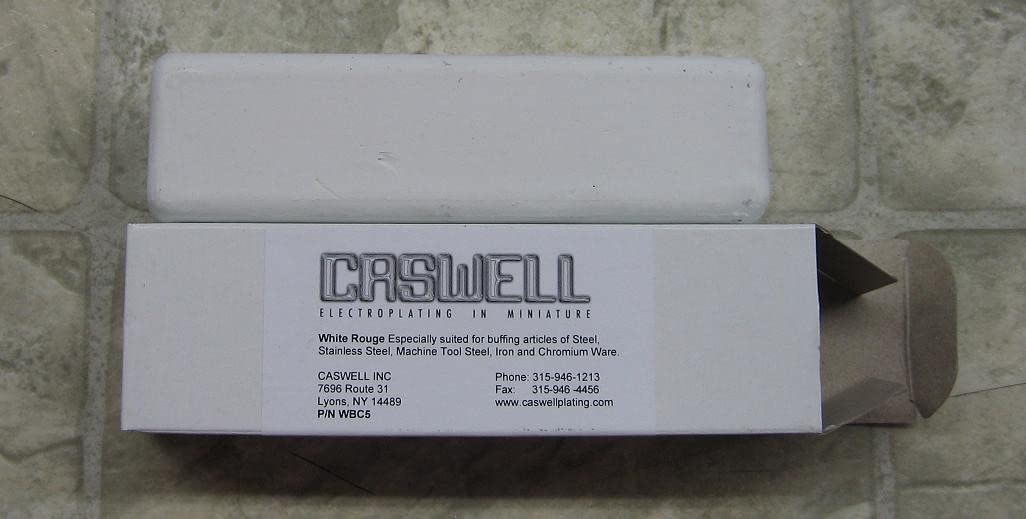 CASWELL
ELECTROPLATING IN MINIATURE
White Rouge Especially suited for buffing articles of Steel,
Stainless Steel, Machine Tool Steel, Iron and Chromium Ware.
CASWELL INC
7696 Route 31
Lyons, NY 14489
P/N WBC5
Phone: 315-946-1213
Fax: 315-946 -4456
www.caswellplating.com